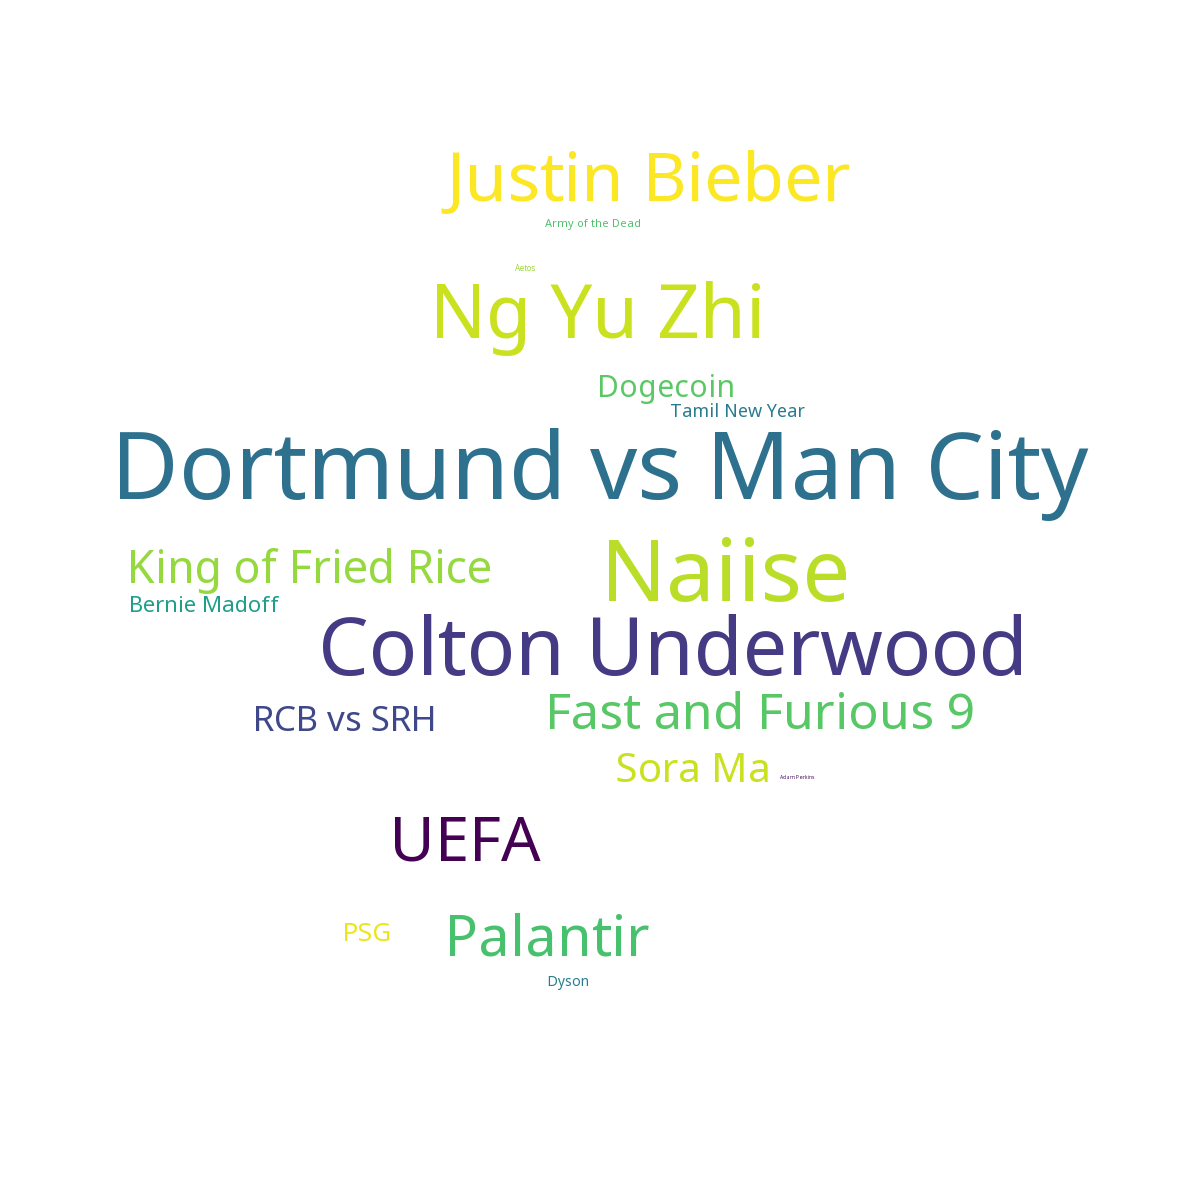 Justin Bieber
Army of the Dead
Aetos
Ng Yu Zhi
Dogecoin
Tamil New Year
Dortmund vs Man City
Naiise
King of Fried Rice
Bernie Madoff
Colton Underwood
Fast and Furious 9
RCB vs SRH
Sora Ma
Adam Perkins
UEFA
PSG
Palantir
Dyson